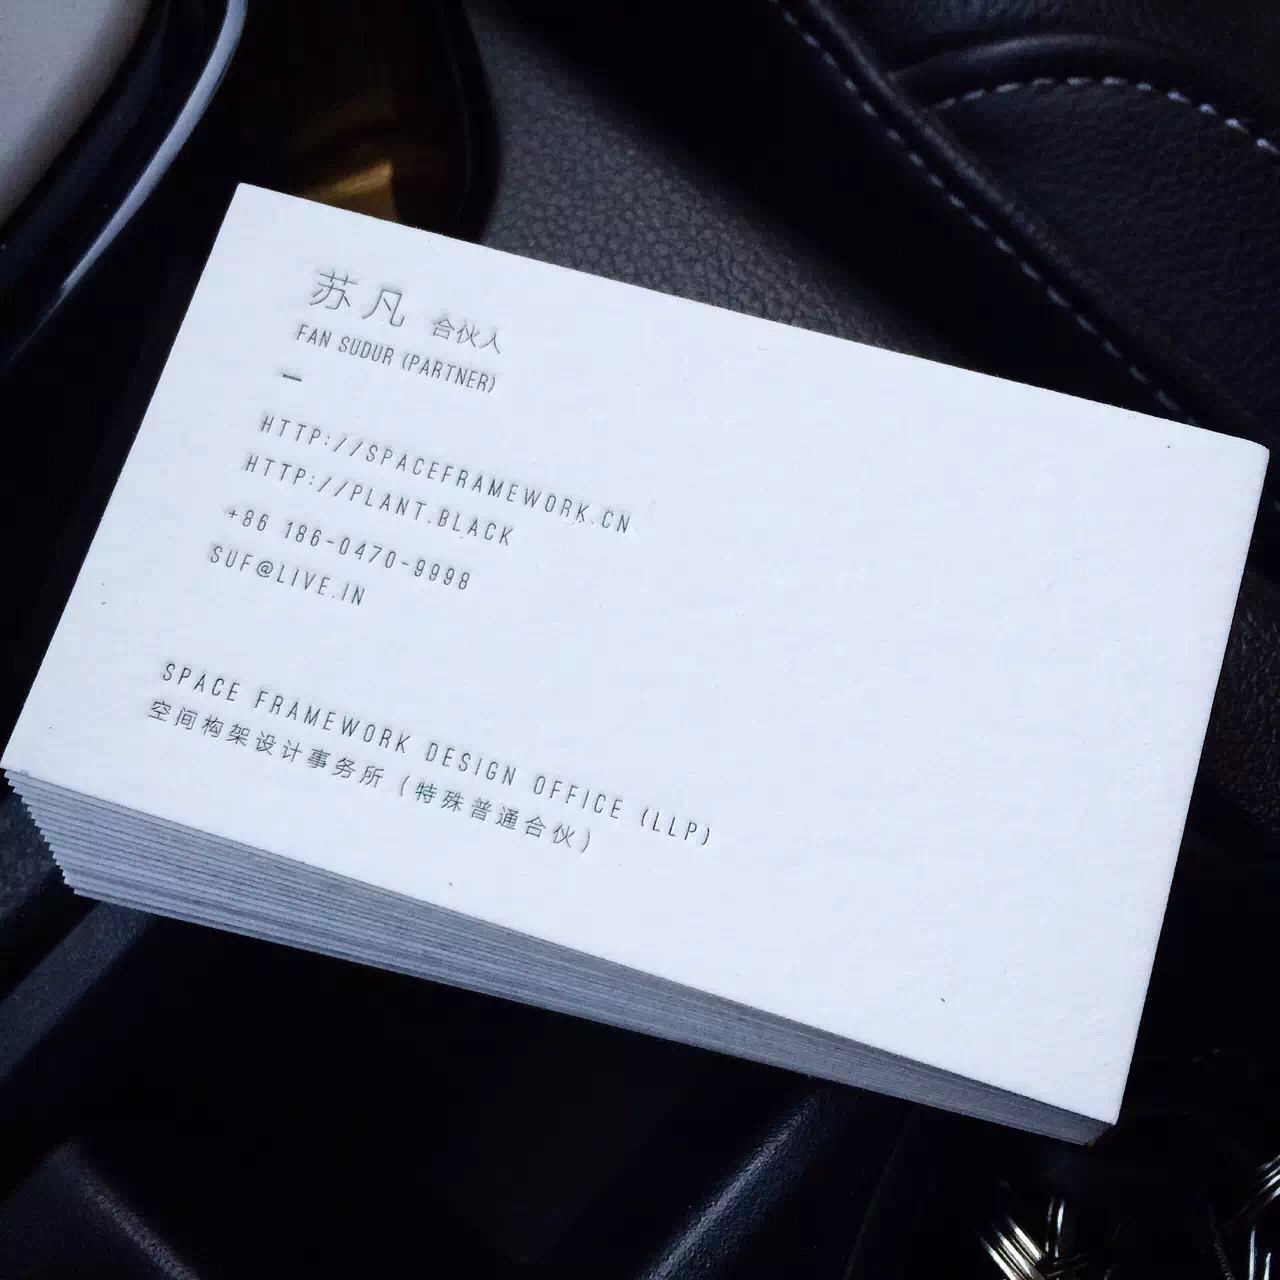 苏凡 合伙人
FAN SUDUR (PARTNER)
—
HTTP://SPACEFRAMEWORK.CN
HTTP://PLANT.BLACK
+86 186-0470-9998
SUF@LIVE.IN
SPACE FRAMEWORK DESIGN OFFICE (LLP)
空间构架设计事务所（特殊普通合伙）